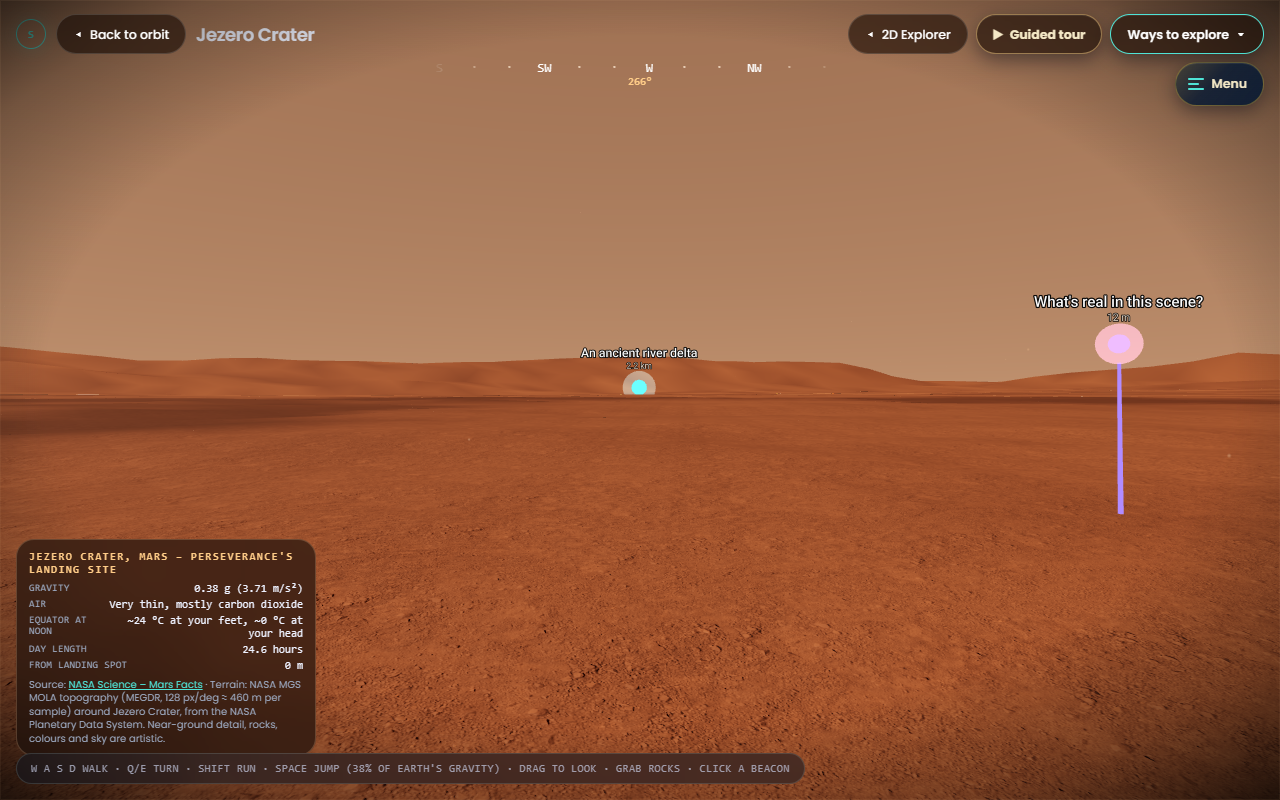 S
Back to orbit
Jezero Crater
2D Explorer
Guided tour
Ways to explore
S · · SW · · W · · NW · ·
266°
Menu
What's real in this scene?
12 m
An ancient river delta
2.2 km
JEZERO CRATER, MARS – PERSEVERANCE'S
LANDING SITE
GRAVITY 0.38 g (3.71 m/s²)
AIR Very thin, mostly carbon dioxide
EQUATOR AT NOON ~24 °C at your feet, ~0 °C at your head
DAY LENGTH 24.6 hours
FROM LANDING SPOT 0 m
Source: NASA Science – Mars Facts · Terrain: NASA MGS
MOLA topography (MEGDR, 128 px/deg ≈ 460 m per
sample) around Jezero Crater, from the NASA
Planetary Data System. Near-ground detail, rocks,
colours and sky are artistic.
W A S D WALK · Q/E TURN · SHIFT RUN · SPACE JUMP (38% OF EARTH'S GRAVITY) · DRAG TO LOOK · GRAB ROCKS · CLICK A BEACON